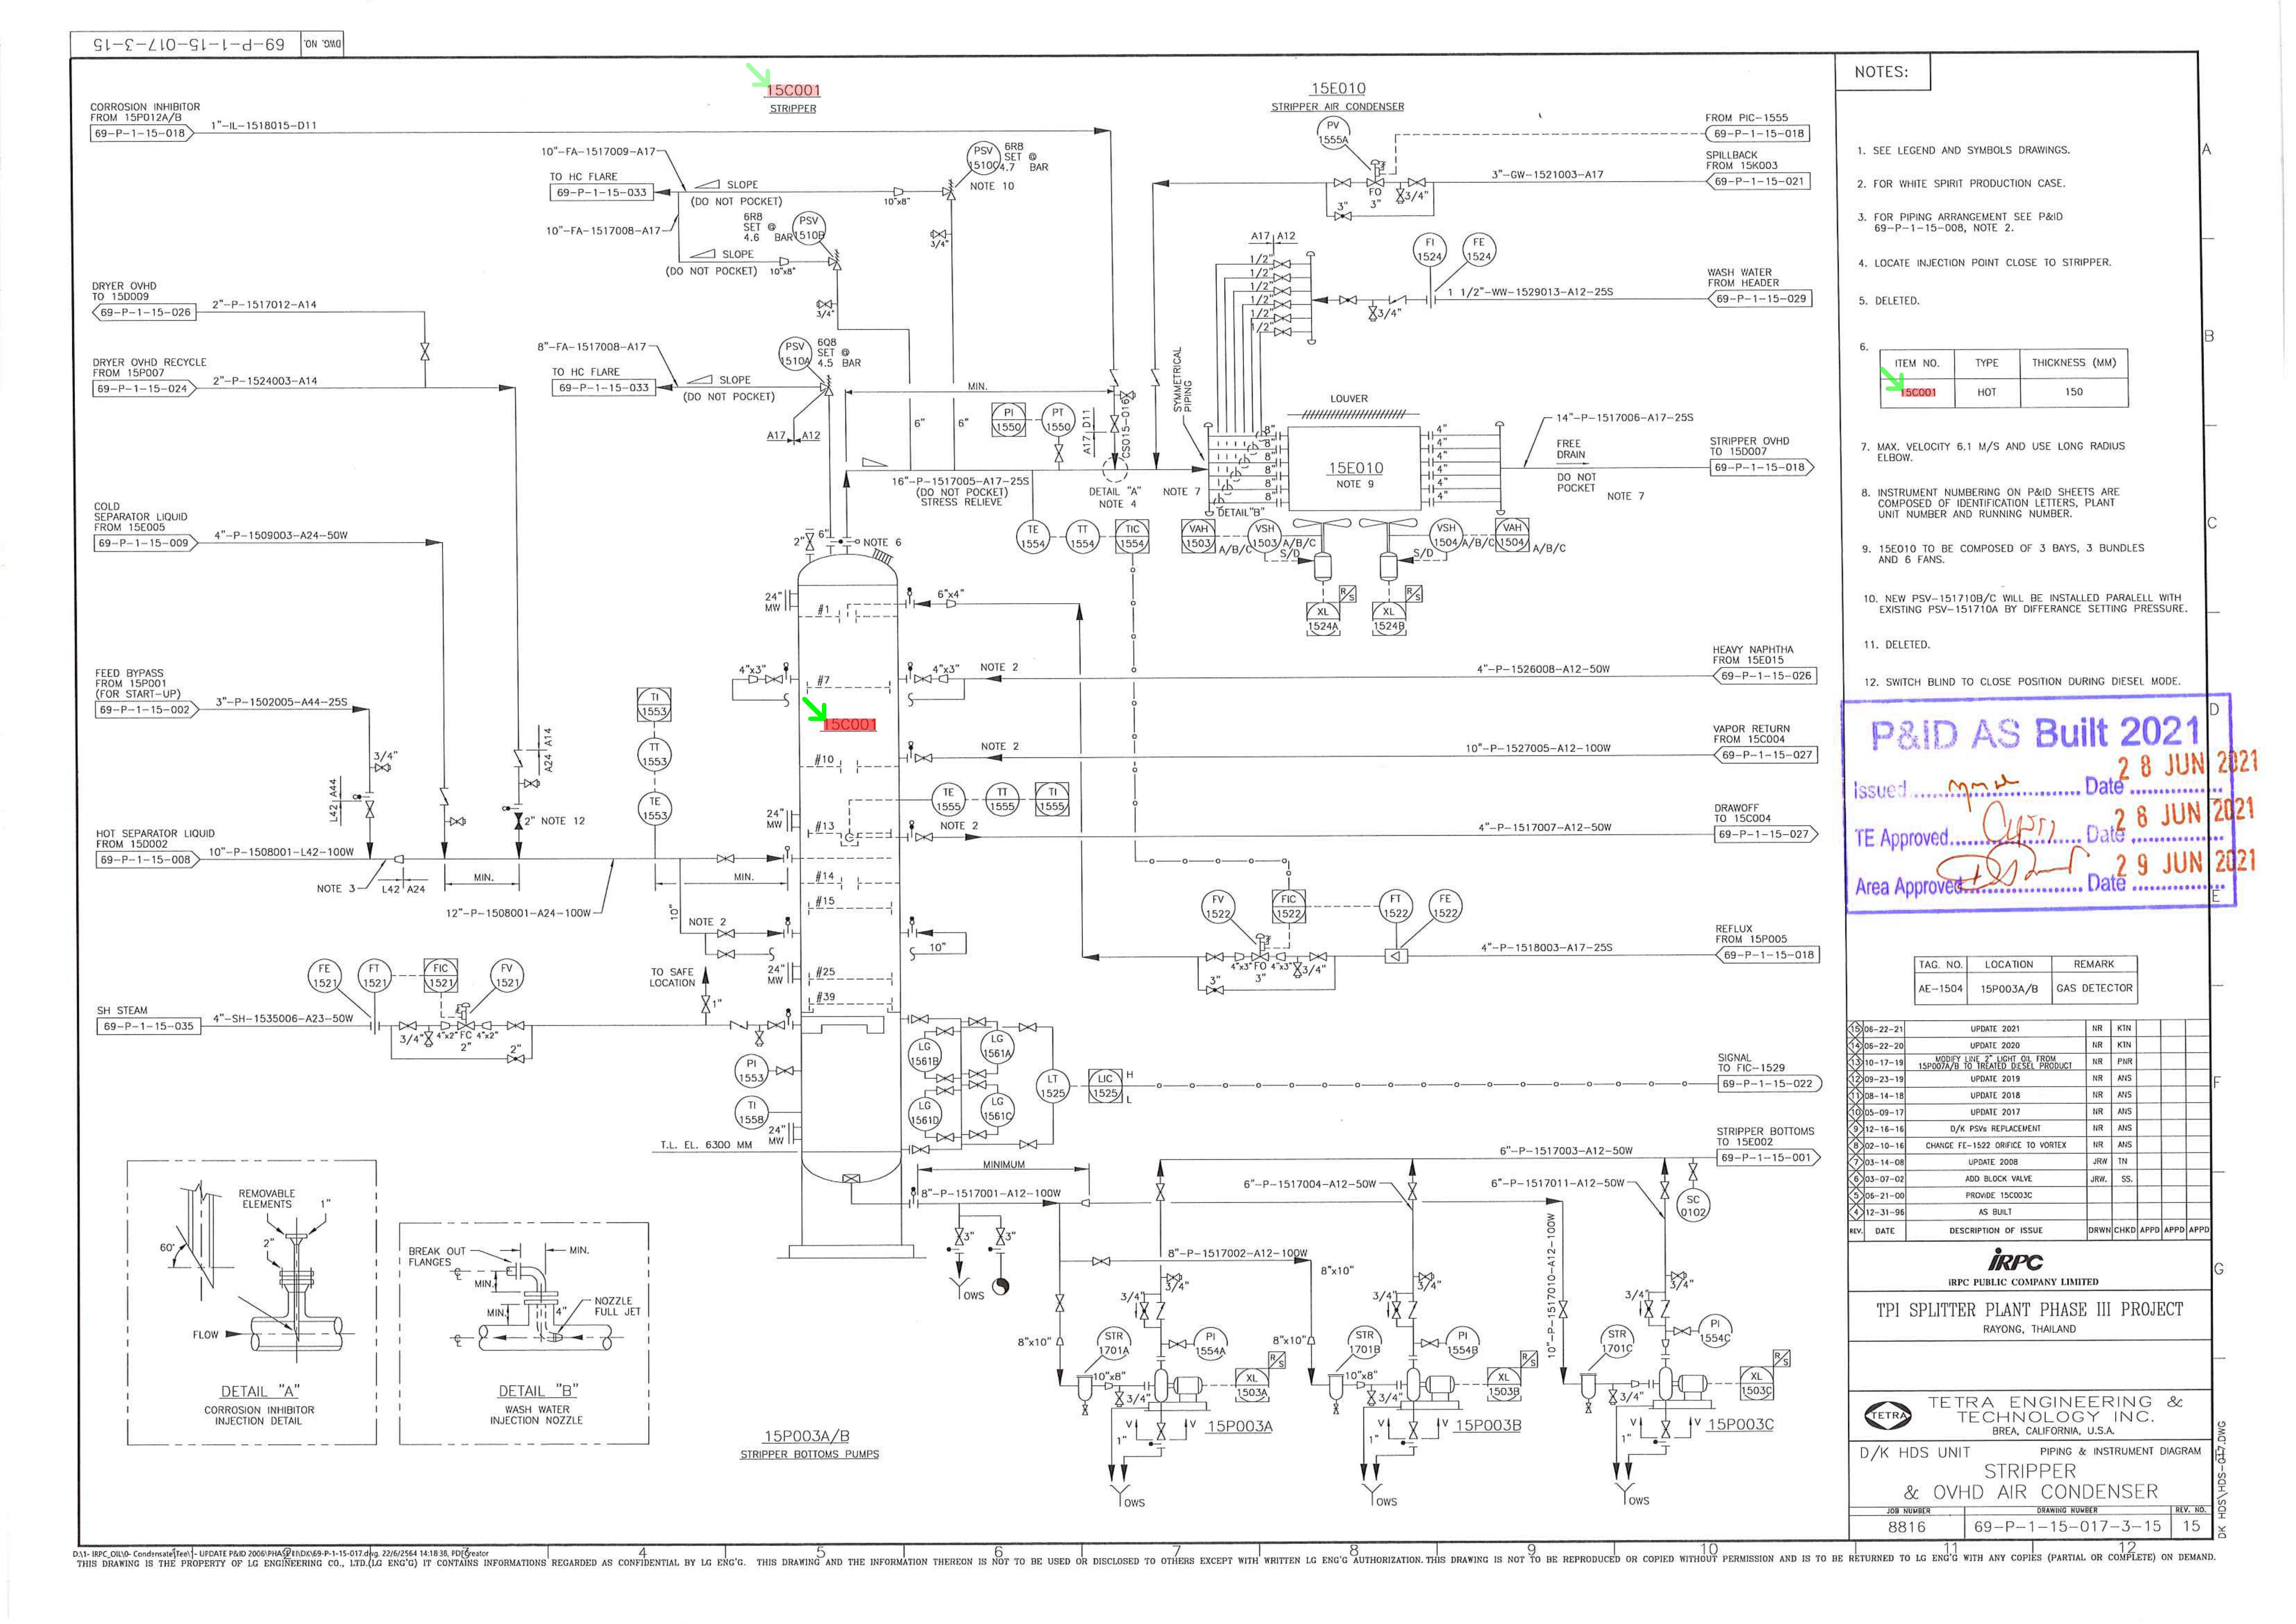 DWG. NO. 69-P-1-15-017-3-15
15C001
STRIPPER
15E010
STRIPPER AIR CONDENSER
CORROSION INHIBITOR
FROM 15P012A/B
69-P-1-15-018
1"-IL-1518015-D11
10"-FA-1517009-A17
TO HC FLARE
69-P-1-15-033
SLOPE
(DO NOT POCKET)
10"x8"
PSV
1510C
6R8
SET @
4.7 BAR
NOTE 10
3/4"
10"-FA-1517008-A17
6R8
SET @
4.6 BAR
PSV
1510B
SLOPE
(DO NOT POCKET)
10"x8"
3/4"
8"-FA-1517008-A17
TO HC FLARE
69-P-1-15-033
SLOPE
(DO NOT POCKET)
PSV
1510A
6Q8
SET @
4.5 BAR
A17 A12
MIN.
6"
6"
DRYER OVHD
TO 15D009
69-P-1-15-026
2"-P-1517012-A14
DRYER OVHD RECYCLE
FROM 15P007
69-P-1-15-024
2"-P-1524003-A14
COLD
SEPARATOR LIQUID
FROM 15E005
69-P-1-15-009
4"-P-1509003-A24-50W
FEED BYPASS
FROM 15P001
(FOR START-UP)
69-P-1-15-002
3"-P-1502005-A44-25S
3/4"
L42 A44
A24 A14
2" NOTE 12
HOT SEPARATOR LIQUID
FROM 15D002
69-P-1-15-008
10"-P-1508001-L42-100W
NOTE 3
L42 A24
MIN.
12"-P-1508001-A24-100W
TI
1553
TT
1553
TE
1553
MIN.
10"
NOTE 2
SH STEAM
69-P-1-15-035
4"-SH-1535006-A23-50W
FE
1521
FT
1521
FIC
1521
FV
1521
3/4"
4"x2"
FC
4"x2"
2"
2"
TO SAFE
LOCATION
1"
PV
1555A
FROM PIC-1555
69-P-1-15-018
SPILLBACK
FROM 15K003
69-P-1-15-021
3"-GW-1521003-A17
FO
3"
3"
3/4"
A17 A12
1/2"
1/2"
1/2"
1/2"
1/2"
1/2"
FI
1524
FE
1524
WASH WATER
FROM HEADER
69-P-1-15-029
1 1/2"-WW-1529013-A12-25S
3/4"
SYMMETRICAL
PIPING
LOUVER
PI
1550
PT
1550
A17 D11
CS015-016
16"-P-1517005-A17-25S
(DO NOT POCKET)
STRESS RELIEVE
DETAIL "A"
NOTE 4
NOTE 7
8"
8"
8"
8"
8"
8"
15E010
NOTE 9
4"
4"
4"
4"
4"
4"
14"-P-1517006-A17-25S
FREE
DRAIN
DO NOT
POCKET
NOTE 7
STRIPPER OVHD
TO 15D007
69-P-1-15-018
DETAIL"B"
TE
1554
TT
1554
TIC
1554
VAH
1503
A/B/C
VSH
1503
A/B/C
S/D
VSH
1504
A/B/C
S/D
VAH
1504
A/B/C
XL
1524A
R/S
XL
1524B
R/S
2"
6"
NOTE 6
24"
MW
#1
6"x4"
4"x3"
#7
4"x3"
NOTE 2
4"-P-1526008-A12-50W
HEAVY NAPHTHA
FROM 15E015
69-P-1-15-026
15C001
#10
NOTE 2
10"-P-1527005-A12-100W
VAPOR RETURN
FROM 15C004
69-P-1-15-027
TE
1555
TT
1555
TI
1555
24"
MW
#13
NOTE 2
4"-P-1517007-A12-50W
DRAWOFF
TO 15C004
69-P-1-15-027
#14
#15
10"
24"
MW
#25
#39
FV
1522
FIC
1522
FT
1522
FE
1522
4"x3"
FO
4"x3"
3"
3"
3/4"
4"-P-1518003-A17-25S
REFLUX
FROM 15P005
69-P-1-15-018
LG
1561B
LG
1561A
LG
1561D
LG
1561C
PI
1553
TI
1558
24"
MW
T.L. EL. 6300 MM
LT
1525
LIC
1525
H
L
SIGNAL
TO FIC-1529
69-P-1-15-022
MINIMUM
8"-P-1517001-A12-100W
3"
3"
OWS
STRIPPER BOTTOMS
TO 15E002
69-P-1-15-001
6"-P-1517003-A12-50W
6"-P-1517004-A12-50W
6"-P-1517011-A12-50W
SC
0102
8"-P-1517002-A12-100W
10"-P-1517010-A12-100W
8"x10"
8"x10"
8"x10"
3/4"
3/4"
STR
1701A
PI
1554A
10"x8"
3/4"
XL
1503A
R/S
V
V
1"
15P003A
OWS
3/4"
3/4"
STR
1701B
PI
1554B
10"x8"
3/4"
XL
1503B
R/S
V
V
1"
15P003B
OWS
3/4"
3/4"
STR
1701C
PI
1554C
3/4"
XL
1503C
R/S
V
V
1"
15P003C
OWS
REMOVABLE
ELEMENTS
1"
2"
60°
FLOW
DETAIL "A"
CORROSION INHIBITOR
INJECTION DETAIL
BREAK OUT
FLANGES
MIN.
MIN.
MIN.
4"
NOZZLE
FULL JET
DETAIL "B"
WASH WATER
INJECTION NOZZLE
15P003A/B
STRIPPER BOTTOMS PUMPS
NOTES:
1. SEE LEGEND AND SYMBOLS DRAWINGS.
2. FOR WHITE SPIRIT PRODUCTION CASE.
3. FOR PIPING ARRANGEMENT SEE P&ID
69-P-1-15-008, NOTE 2.
4. LOCATE INJECTION POINT CLOSE TO STRIPPER.
5. DELETED.
6.
ITEM NO. TYPE THICKNESS (MM)
15C001 HOT 150
7. MAX. VELOCITY 6.1 M/S AND USE LONG RADIUS
ELBOW.
8. INSTRUMENT NUMBERING ON P&ID SHEETS ARE
COMPOSED OF IDENTIFICATION LETTERS, PLANT
UNIT NUMBER AND RUNNING NUMBER.
9. 15E010 TO BE COMPOSED OF 3 BAYS, 3 BUNDLES
AND 6 FANS.
10. NEW PSV-151710B/C WILL BE INSTALLED PARALELL WITH
EXISTING PSV-151710A BY DIFFERANCE SETTING PRESSURE.
11. DELETED.
12. SWITCH BLIND TO CLOSE POSITION DURING DIESEL MODE.
P&ID AS Built 2021
Issued Date 28 JUN 2021
TE Approved Date 28 JUN 2021
Area Approved Date 29 JUN 2021
A
B
C
D
E
F
G
TAG. NO. LOCATION REMARK
AE-1504 15P003A/B GAS DETECTOR
15 06-22-21 UPDATE 2021 NR KTN
14 06-22-20 UPDATE 2020 NR KTN
13 10-17-19 MODIFY LINE 2" LIGHT OIL FROM 15P007A/B TO TREATED DIESEL PRODUCT NR PNR
12 09-23-19 UPDATE 2019 NR ANS
11 08-14-18 UPDATE 2018 NR ANS
10 05-09-17 UPDATE 2017 NR ANS
9 12-16-16 D/K PSVs REPLACEMENT NR ANS
8 02-10-16 CHANGE FE-1522 ORIFICE TO VORTEX NR ANS
7 03-14-08 UPDATE 2008 JRW TN
6 03-07-02 ADD BLOCK VALVE JRW. SS.
5 06-21-00 PROVIDE 15C003C
4 12-31-96 AS BUILT
REV. DATE DESCRIPTION OF ISSUE DRWN CHKD APPD APPD APPD
iRPC
iRPC PUBLIC COMPANY LIMITED
TPI SPLITTER PLANT PHASE III PROJECT
RAYONG, THAILAND
TETRA
TETRA ENGINEERING &
TECHNOLOGY INC.
BREA, CALIFORNIA, U.S.A.
D/K HDS UNIT PIPING & INSTRUMENT DIAGRAM
STRIPPER
& OVHD AIR CONDENSER
JOB NUMBER DRAWING NUMBER REV. NO.
8816 69-P-1-15-017-3-15 15
DK HDS\HDS-017.DWG
4 5 6 7 8 9 10 11 12
THIS DRAWING IS THE PROPERTY OF LG ENGINEERING CO., LTD.(LG ENG'G) IT CONTAINS INFORMATIONS REGARDED AS CONFIDENTIAL BY LG ENG'G. THIS DRAWING AND THE INFORMATION THEREON IS NOT TO BE USED OR DISCLOSED TO OTHERS EXCEPT WITH WRITTEN LG ENG'G AUTHORIZATION. THIS DRAWING IS NOT TO BE REPRODUCED OR COPIED WITHOUT PERMISSION AND IS TO BE RETURNED TO LG ENG'G WITH ANY COPIES (PARTIAL OR COMPLETE) ON DEMAND.